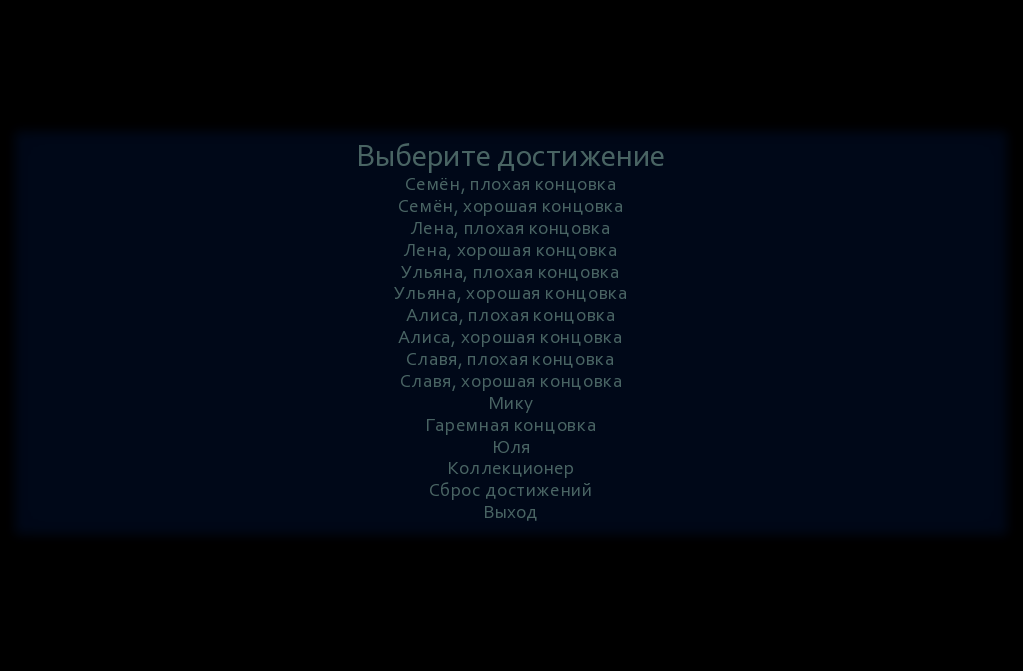 Выберите достижение
Семён, плохая концовка
Семён, хорошая концовка
Лена, плохая концовка
Лена, хорошая концовка
Ульяна, плохая концовка
Ульяна, хорошая концовка
Алиса, плохая концовка
Алиса, хорошая концовка
Славя, плохая концовка
Славя, хорошая концовка
Мику
Гаремная концовка
Юля
Коллекционер
Сброс достижений
Выход